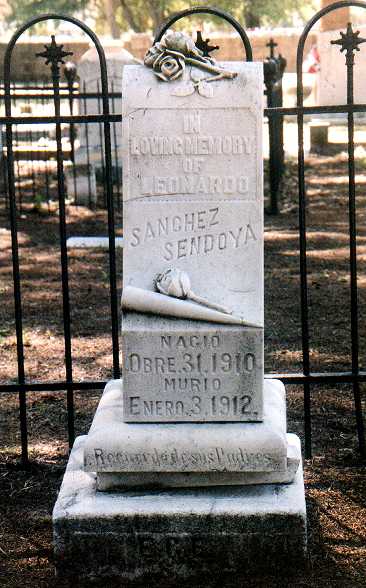 IN
LOVING MEMORY
OF
LEONARDO
SANCHEZ
SENDOYA
NACIO
OBRE. 31, 1910
MURIO
ENERO. 3, 1912.
Recuerdo de sus Padres